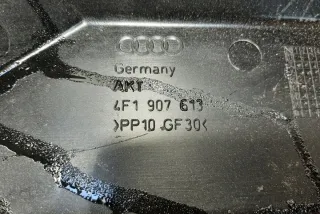 Germany
AKT
4F1 907 613
>PP10 GF30<